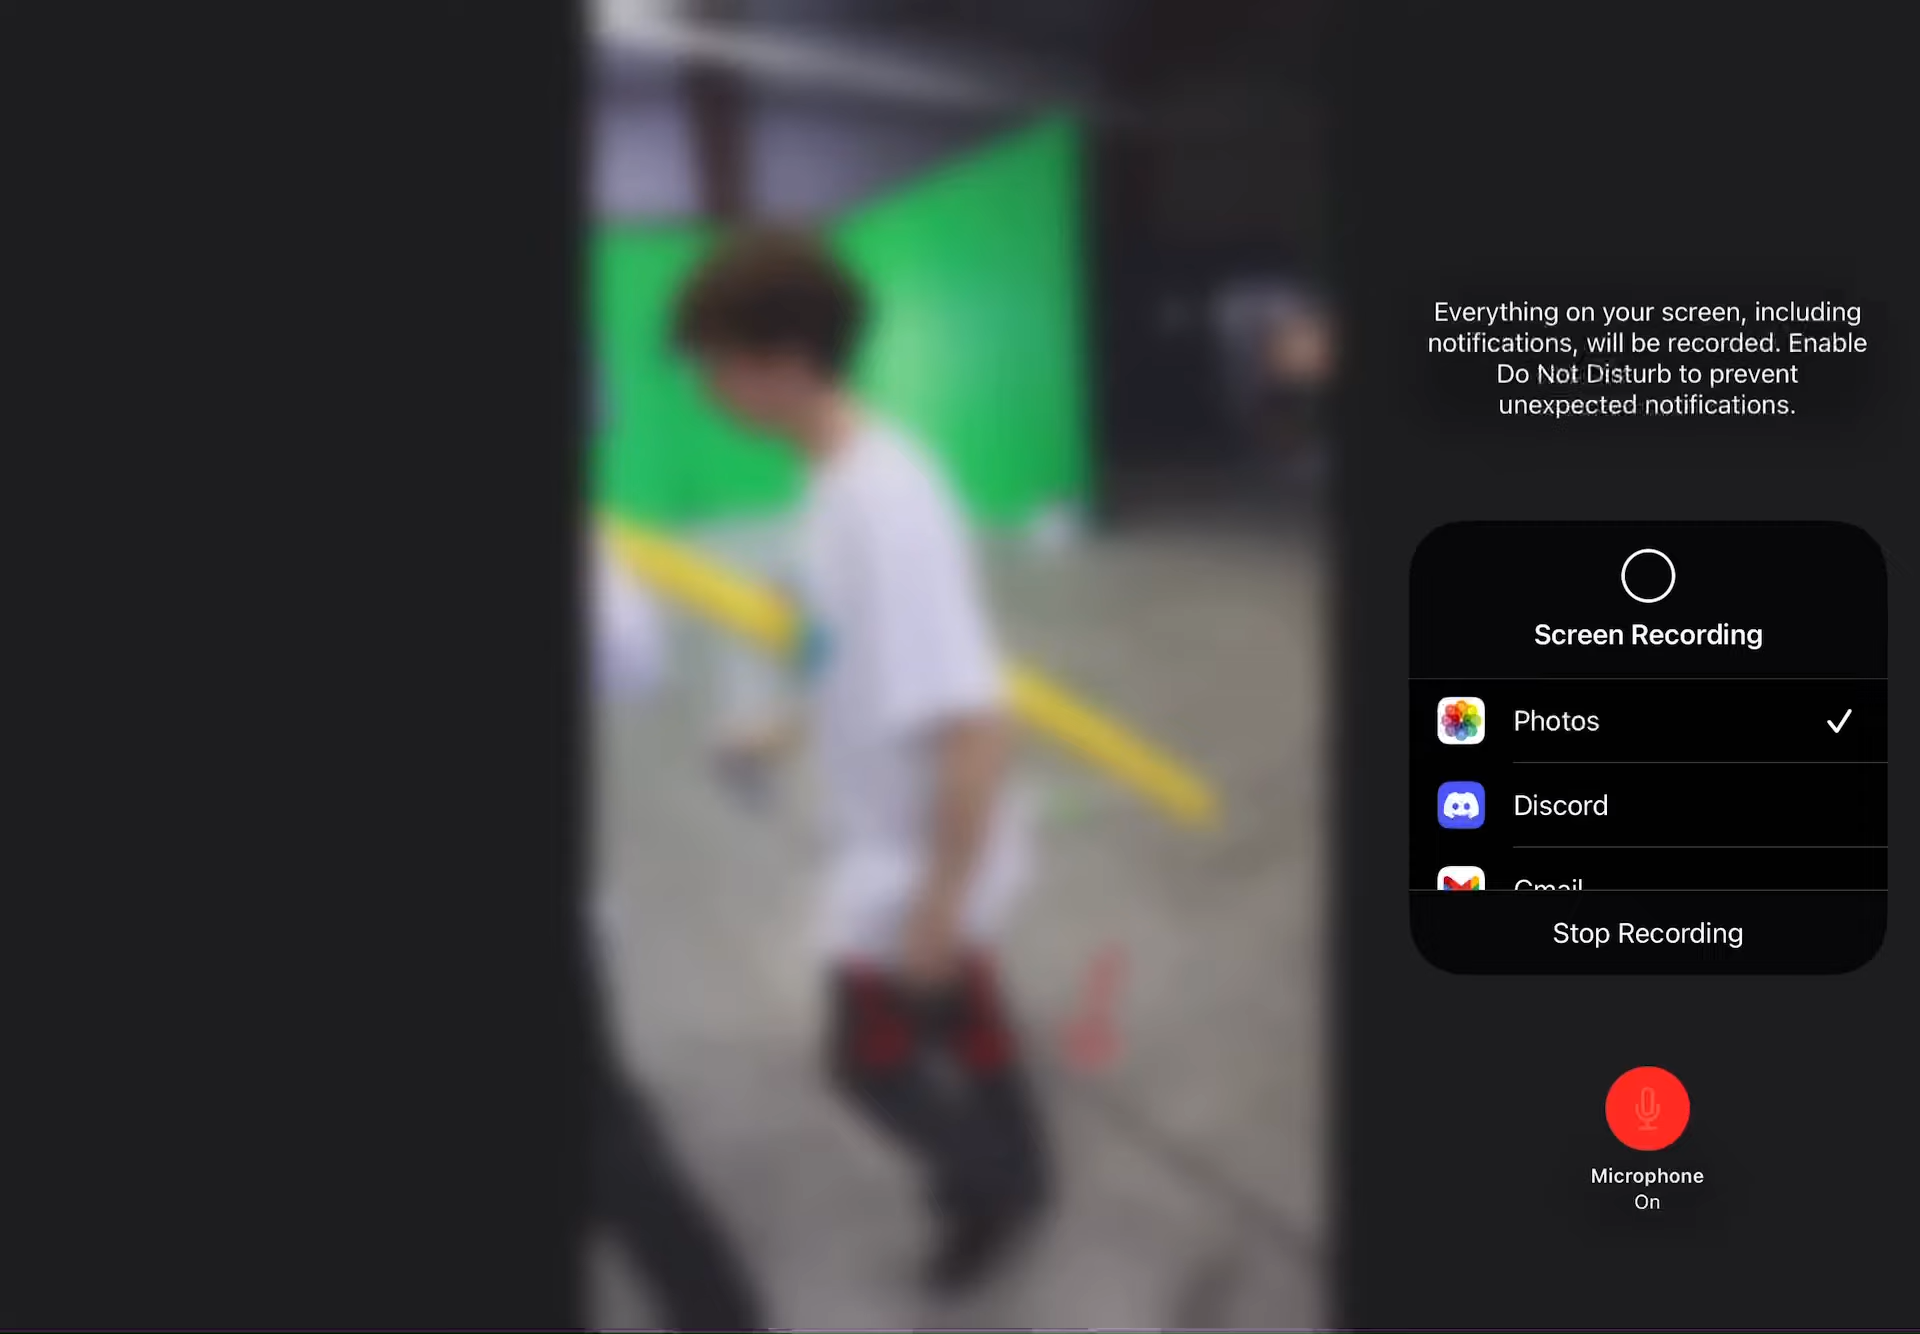 Everything on your screen, including
notifications, will be recorded. Enable
Do Not Disturb to prevent
unexpected notifications.
Screen Recording
Photos
Discord
Gmail
Stop Recording
Microphone
On